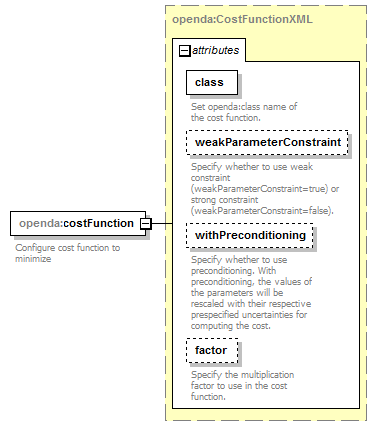 openda:CostFunctionXML
attributes
class
Set openda:class name of
the cost function.
weakParameterConstraint
Specify whether to use weak
constraint
(weakParameterConstraint=true) or
strong constraint
(weakParameterConstraint=false).
openda:costFunction
Configure cost function to
minimize
withPreconditioning
Specify whether to use
preconditioning. With
preconditioning, the values of
the parameters will be
rescaled with their respective
prespecified uncertainties for
computing the cost.
factor
Specify the multiplication
factor to use in the cost
function.